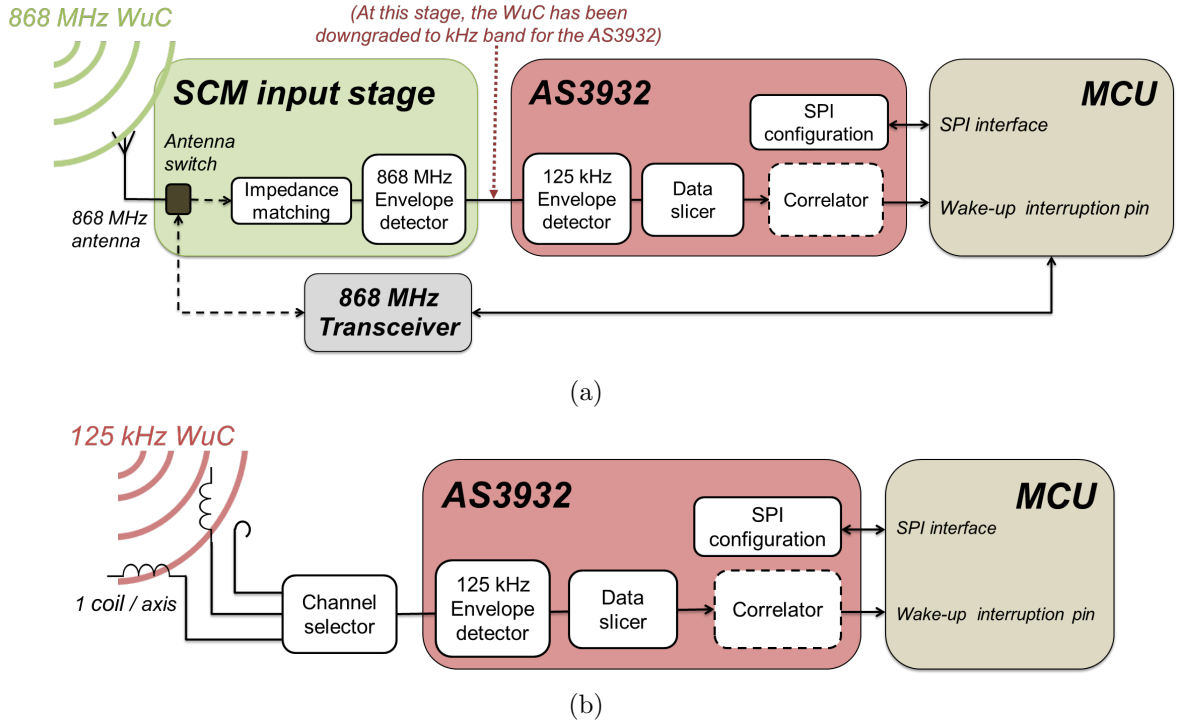 868 MHz WuC
(At this stage, the WuC has been
downgraded to kHz band for the AS3932)
SCM input stage
Antenna
switch
868 MHz
antenna
Impedance
matching
868 MHz
Envelope
detector
AS3932
SPI
configuration
125 kHz
Envelope
detector
Data
slicer
Correlator
MCU
SPI interface
Wake-up interruption pin
868 MHz
Transceiver
(a)
125 kHz WuC
1 coil / axis
Channel
selector
AS3932
SPI
configuration
125 kHz
Envelope
detector
Data
slicer
Correlator
MCU
SPI interface
Wake-up interruption pin
(b)